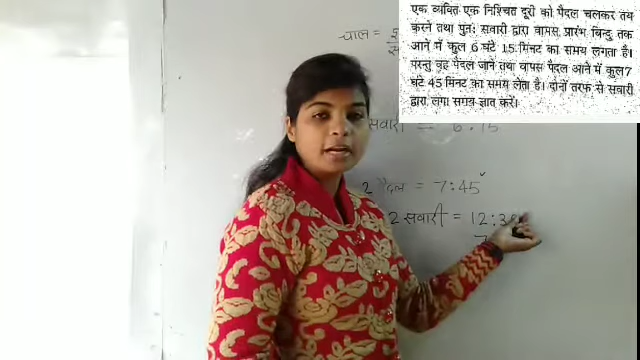 एक व्यक्ति एक निश्चित दूरी को पैदल चलकर तय
करने तथा पुनः सवारी द्वारा वापस प्रारंभ बिन्दु तक
आने में कुल 6 घंटे 15 मिनट का समय लगता है।
परन्तु वह पैदल जाने तथा वापस पैदल आने में कुल 7
घंटे 45 मिनट का समय लेता है। दोनों तरफ से सवारी
द्वारा लगा समय ज्ञात करें।
चाल =
सवारी = 6:15
2 पैदल = 7:45
2 सवारी = 12:3